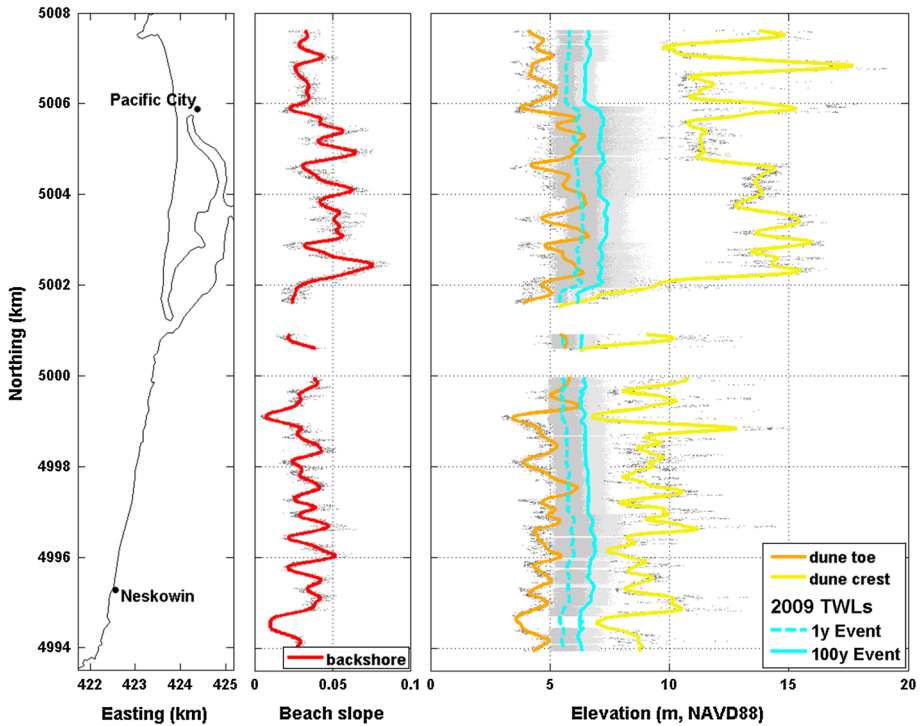 5008
5006
5004
5002
5000
4998
4996
4994
Northing (km)
Pacific City
Neskowin
422 423 424 425
Easting (km)
backshore
0 0.05 0.1
Beach slope
dune toe
dune crest
2009 TWLs
1y Event
100y Event
0 5 10 15 20
Elevation (m, NAVD88)